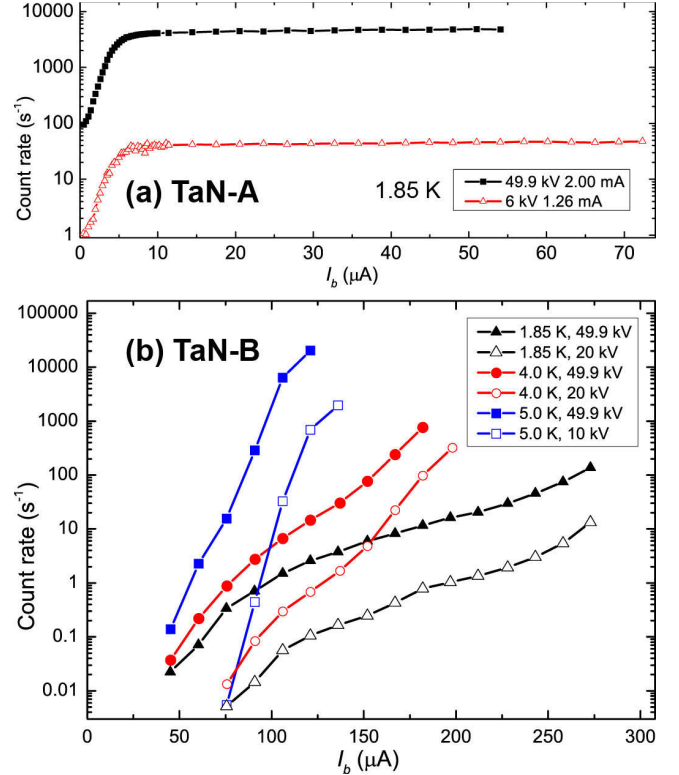 10000
1000
100
10
1
Count rate (s⁻¹)
(a) TaN-A
1.85 K
49.9 kV 2.00 mA
6 kV 1.26 mA
0 10 20 30 40 50 60 70
I_b (μA)
100000
10000
1000
100
10
1
0.1
0.01
Count rate (s⁻¹)
(b) TaN-B
1.85 K, 49.9 kV
1.85 K, 20 kV
4.0 K, 49.9 kV
4.0 K, 20 kV
5.0 K, 49.9 kV
5.0 K, 10 kV
0 50 100 150 200 250 300
I_b (μA)